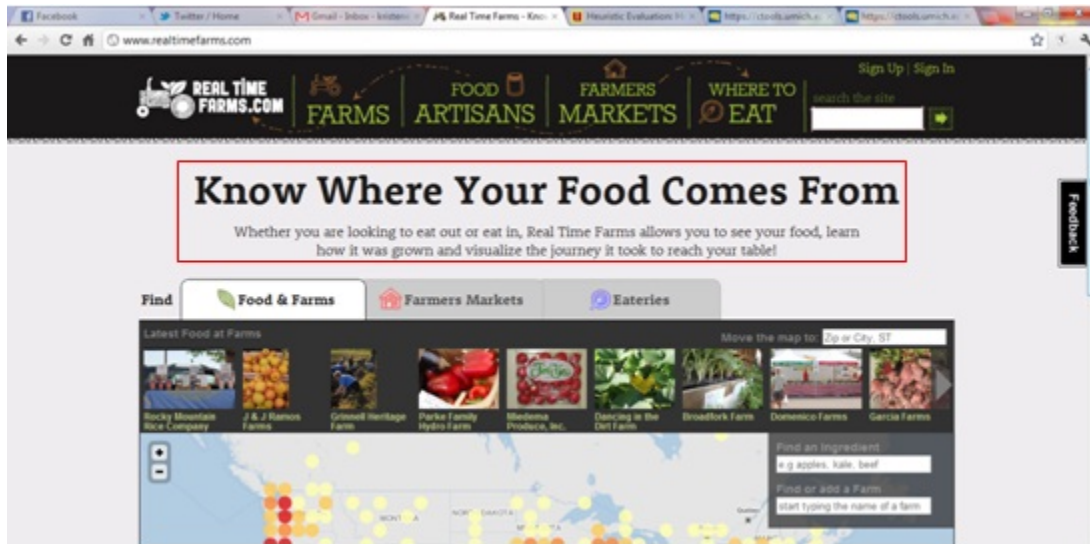 Facebook
Twitter / Home
Gmail - Inbox - kristen
Real Time Farms - Kno
Heuristic Evaluation: H
https://ctools.umich.e
https://ctools.umich.e
www.realtimefarms.com
Sign Up | Sign In
REAL TIME
FARMS.COM
FARMS
FOOD
ARTISANS
FARMERS
MARKETS
WHERE TO
EAT
search the site
Know Where Your Food Comes From
Whether you are looking to eat out or eat in, Real Time Farms allows you to see your food, learn
how it was grown and visualize the journey it took to reach your table!
Feedback
Find
Food & Farms
Farmers Markets
Eateries
Latest Food at Farms
Move the map to:
Zip or City, ST
Rocky Mountain
Rice Company
J & J Ramos
Farms
Grinnell Heritage
Farm
Parke Family
Hydro Farm
Miedema
Produce, Inc.
Dancing in the
Dirt Farm
Broadfork Farm
Domenico Farms
Garcia Farms
+
Find an Ingredient
e.g apples, kale, beef
-
Find or add a Farm
start typing the name of a farm